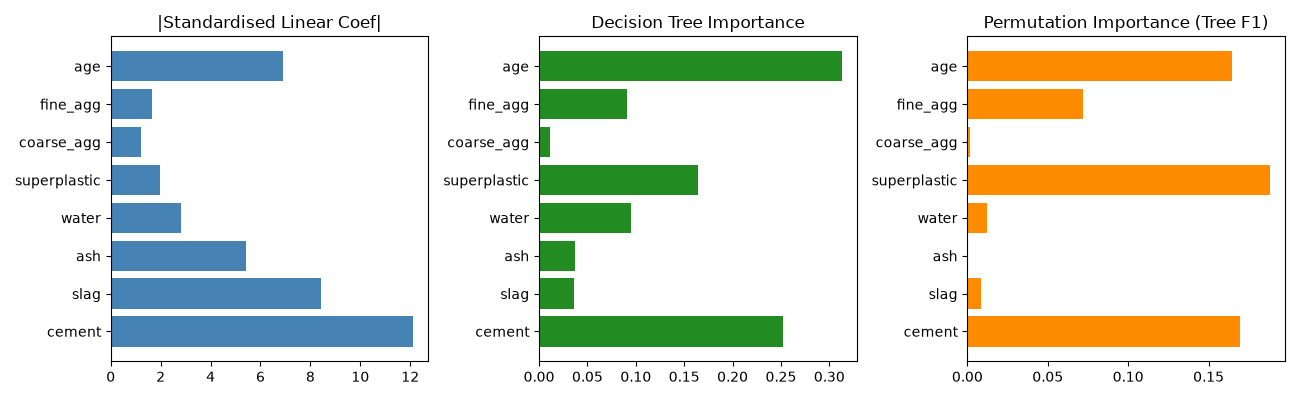 |Standardised Linear Coef|
age
fine_agg
coarse_agg
superplastic
water
ash
slag
cement
0 2 4 6 8 10 12
Decision Tree Importance
age
fine_agg
coarse_agg
superplastic
water
ash
slag
cement
0.00 0.05 0.10 0.15 0.20 0.25 0.30
Permutation Importance (Tree F1)
age
fine_agg
coarse_agg
superplastic
water
ash
slag
cement
0.00 0.05 0.10 0.15